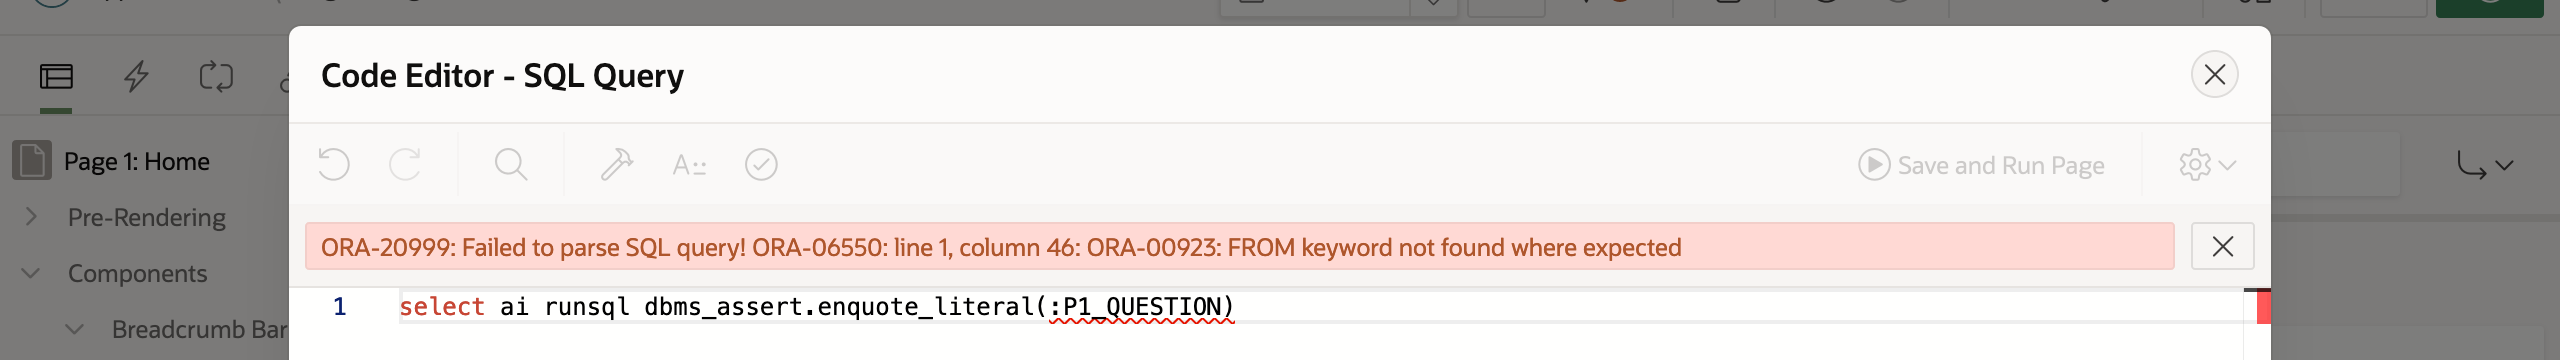 Code Editor - SQL Query
Page 1: Home
A::
Save and Run Page
Pre-Rendering
ORA-20999: Failed to parse SQL query! ORA-06550: line 1, column 46: ORA-00923: FROM keyword not found where expected
Components
1 select ai runsql dbms_assert.enquote_literal(:P1_QUESTION)
Breadcrumb Bar